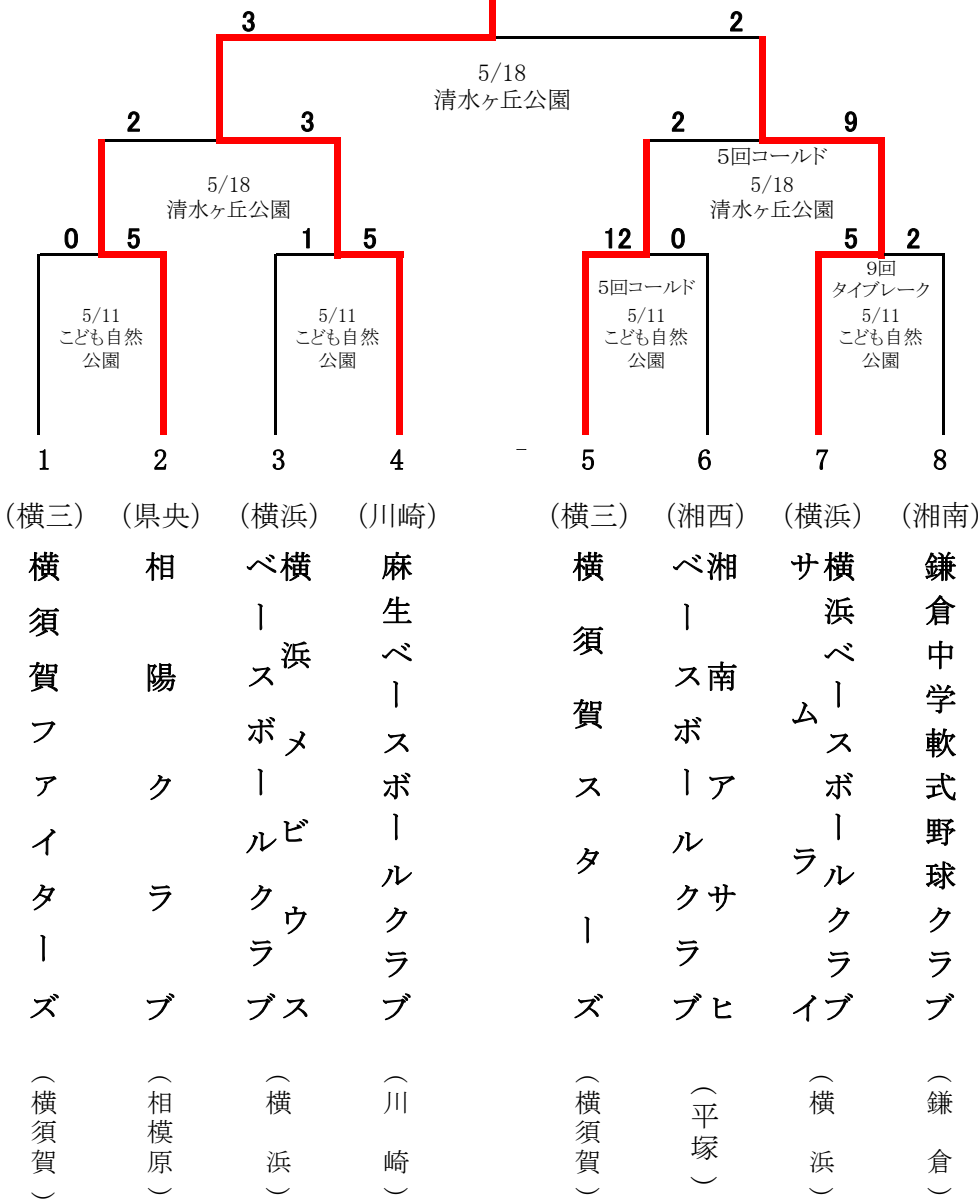 3 2
5/18
清水ヶ丘公園
2 3 2 9
5回コールド
5/18
清水ヶ丘公園
5/18
清水ヶ丘公園
0 5 1 5 12 0 5 2
5/11
こども自然
公園
5/11
こども自然
公園
5回コールド
5/11
こども自然
公園
9回
タイブレーク
5/11
こども自然
公園
1 2 3 4 5 6 7 8
(横三) (県央) (横浜) (川崎) (横三) (湘西) (横浜) (湘南)
横須賀ファイターズ
相陽クラブ
横浜メビウス
ベースボールクラブ
麻生ベースボールクラブ
横須賀スターズ
湘南アサヒ
ベースボールクラブ
横浜ベースボールクラブ
サムライ
鎌倉中学軟式野球クラブ
(横須賀)
(相模原)
(横浜)
(川崎)
(横須賀)
(平塚)
(横浜)
(鎌倉)